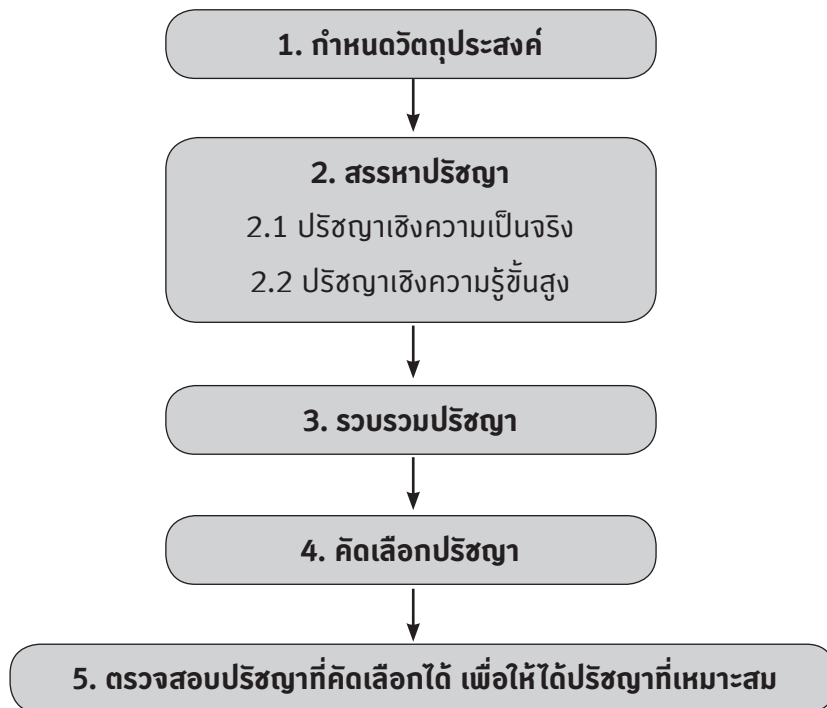 1. กำหนดวัตถุประสงค์
2. สรรหาปรัชญา
2.1 ปรัชญาเชิงความเป็นจริง
2.2 ปรัชญาเชิงความรู้ขั้นสูง
3. รวบรวมปรัชญา
4. คัดเลือกปรัชญา
5. ตรวจสอบปรัชญาที่คัดเลือกได้ เพื่อให้ได้ปรัชญาที่เหมาะสม